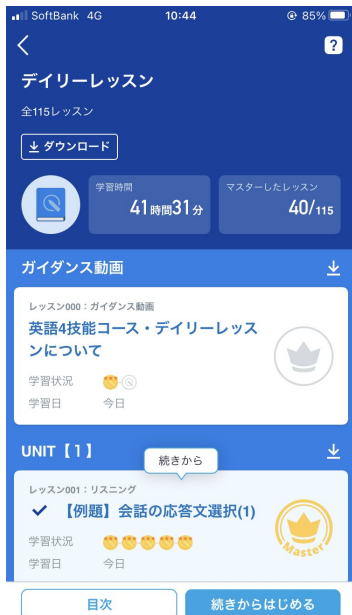 SoftBank 4G 10:44 85%
?
デイリーレッスン
全115レッスン
ダウンロード
学習時間 マスターしたレッスン
41時間31分 40/115
ガイダンス動画
レッスン000：ガイダンス動画
英語4技能コース・デイリーレッス
ンについて
学習状況
学習日 今日
UNIT【1】
続きから
レッスン001：リスニング
【例題】会話の応答文選択(1)
学習状況
Master
学習日 今日
目次 続きからはじめる